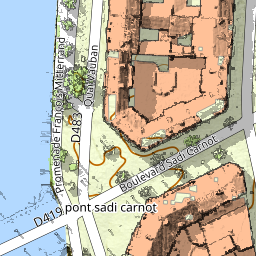 Promenade François Mitterrand
D483
Quai Vauban
Boulevard Sadi Carnot
D419
pont sadi carnot